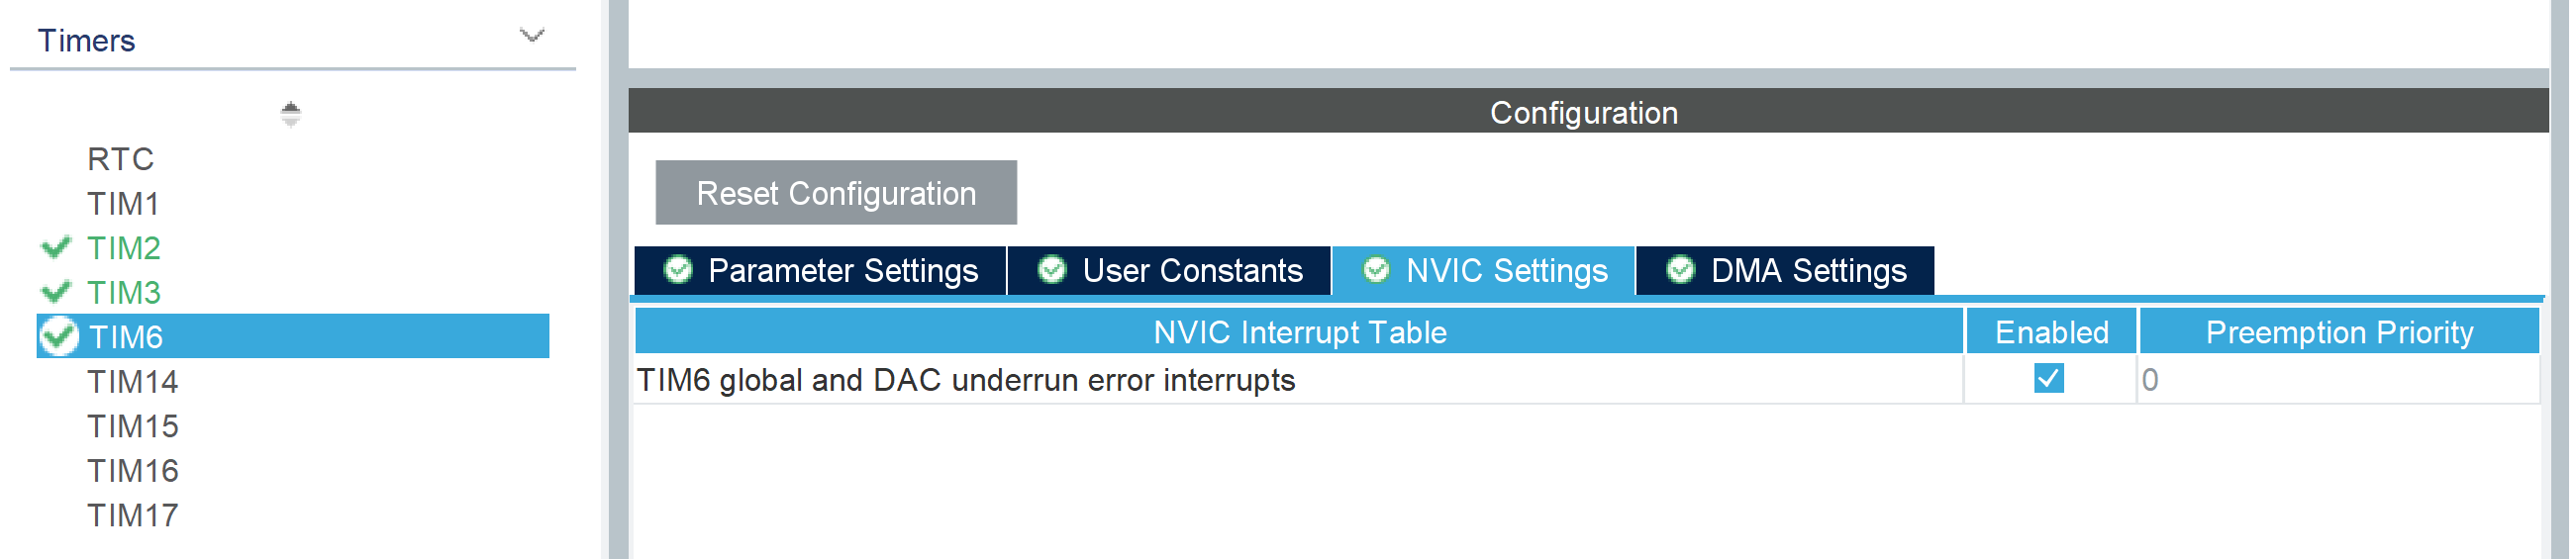 Timers
RTC
TIM1
TIM2
TIM3
TIM6
TIM14
TIM15
TIM16
TIM17
Configuration
Reset Configuration
Parameter Settings User Constants NVIC Settings DMA Settings
NVIC Interrupt Table Enabled Preemption Priority
TIM6 global and DAC underrun error interrupts 0